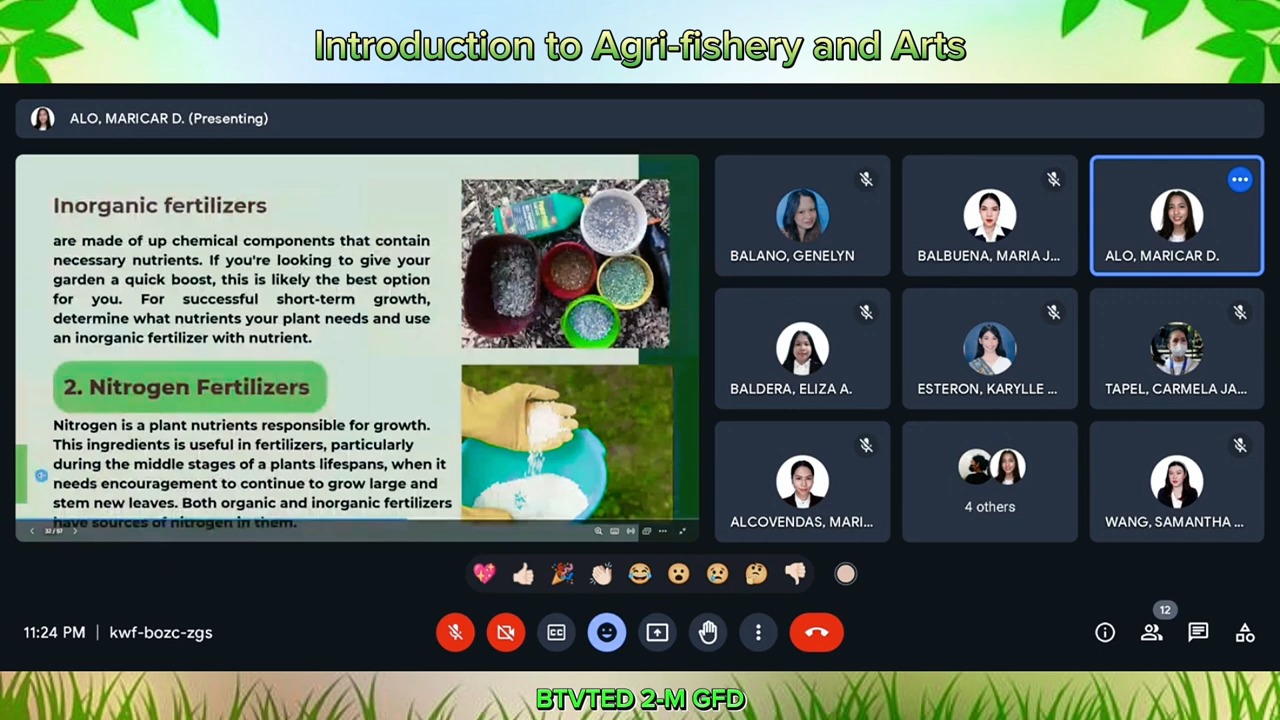 Introduction to Agri-fishery and Arts
ALO, MARICAR D. (Presenting)
Inorganic fertilizers
are made of up chemical components that contain
necessary nutrients. If you're looking to give your
garden a quick boost, this is likely the best option
for you. For successful short-term growth,
determine what nutrients your plant needs and use
an inorganic fertilizer with nutrient.
2. Nitrogen Fertilizers
Nitrogen is a plant nutrients responsible for growth.
This ingredients is useful in fertilizers, particularly
during the middle stages of a plants lifespans, when it
needs encouragement to continue to grow large and
stem new leaves. Both organic and inorganic fertilizers
have sources of nitrogen in them.
32 / 57
BALANO, GENELYN
BALBUENA, MARIA J...
ALO, MARICAR D.
BALDERA, ELIZA A.
ESTERON, KARYLLE ...
TAPEL, CARMELA JA...
ALCOVENDAS, MARI...
4 others
WANG, SAMANTHA ...
11:24 PM | kwf-bozc-zgs
CC
12
BTVTED 2-M GFD